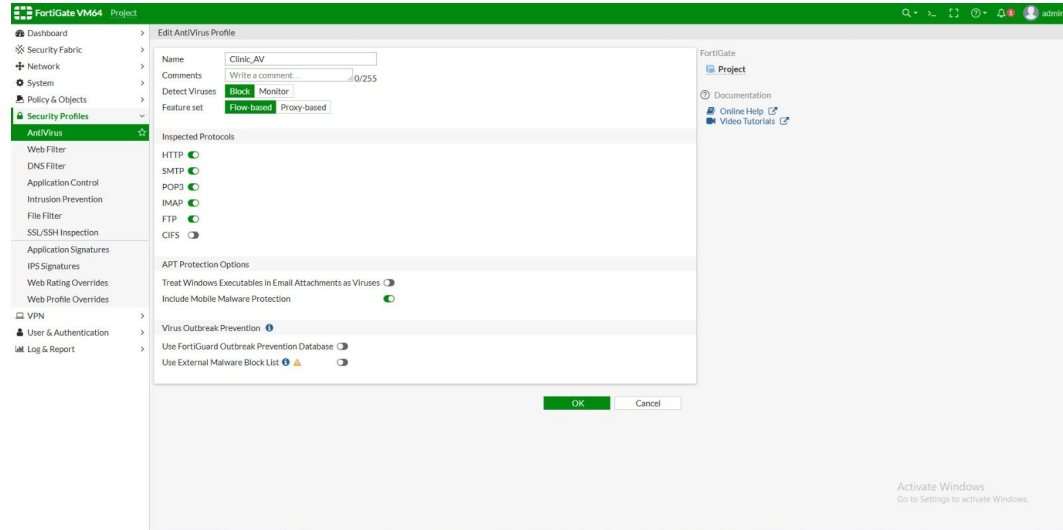 FortiGate VM64 Project
admin
Dashboard
Security Fabric
Network
System
Policy & Objects
Security Profiles
AntiVirus
Web Filter
DNS Filter
Application Control
Intrusion Prevention
File Filter
SSL/SSH Inspection
Application Signatures
IPS Signatures
Web Rating Overrides
Web Profile Overrides
VPN
User & Authentication
Log & Report
Edit AntiVirus Profile
Name Clinic_AV
Comments Write a comment... 0/255
Detect Viruses Block Monitor
Feature set Flow-based Proxy-based
Inspected Protocols
HTTP
SMTP
POP3
IMAP
FTP
CIFS
APT Protection Options
Treat Windows Executables in Email Attachments as Viruses
Include Mobile Malware Protection
Virus Outbreak Prevention
Use FortiGuard Outbreak Prevention Database
Use External Malware Block List
OK Cancel
FortiGate
Project
Documentation
Online Help
Video Tutorials
Activate Windows
Go to Settings to activate Windows.